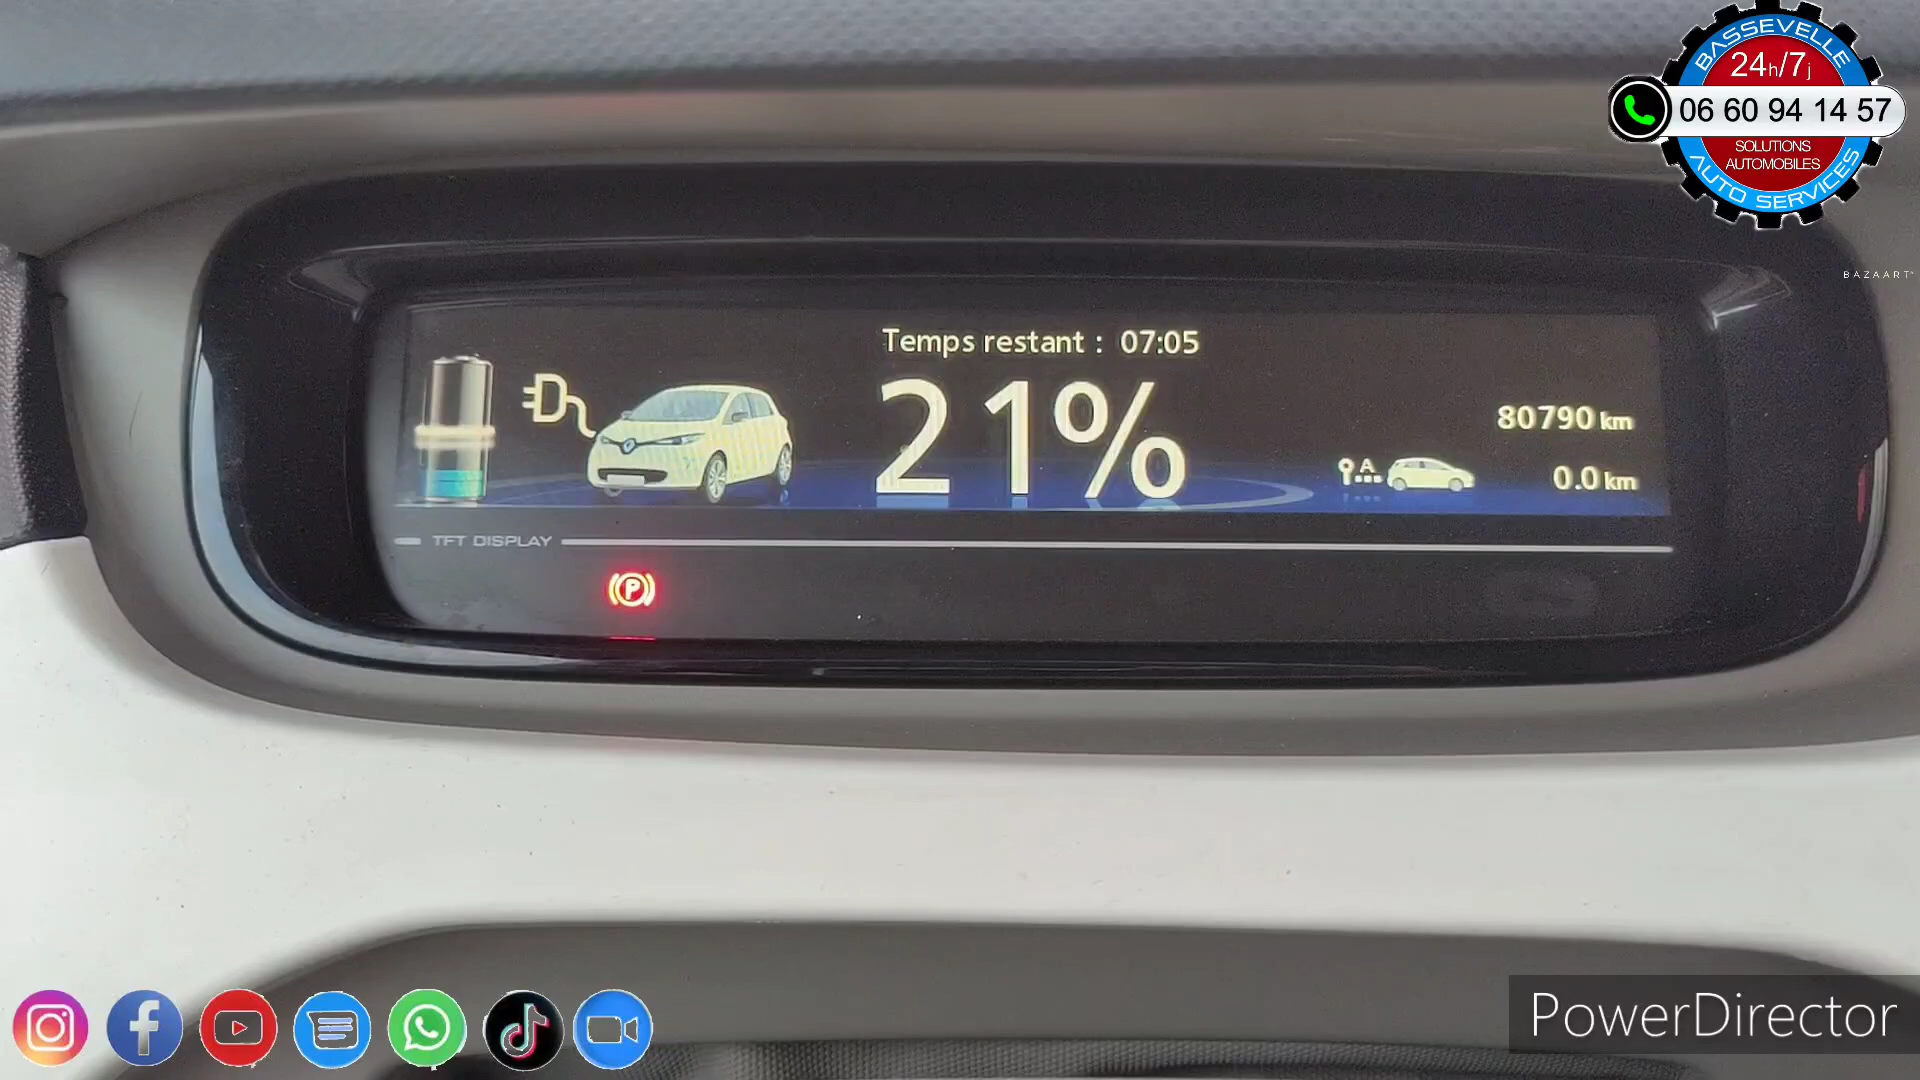 BASSEVELLE
24h/7j
06 60 94 14 57
SOLUTIONS
AUTOMOBILES
AUTO SERVICES
BAZAART
Temps restant : 07:05
21%
80790 km
A
0.0 km
TFT DISPLAY
P
PowerDirector